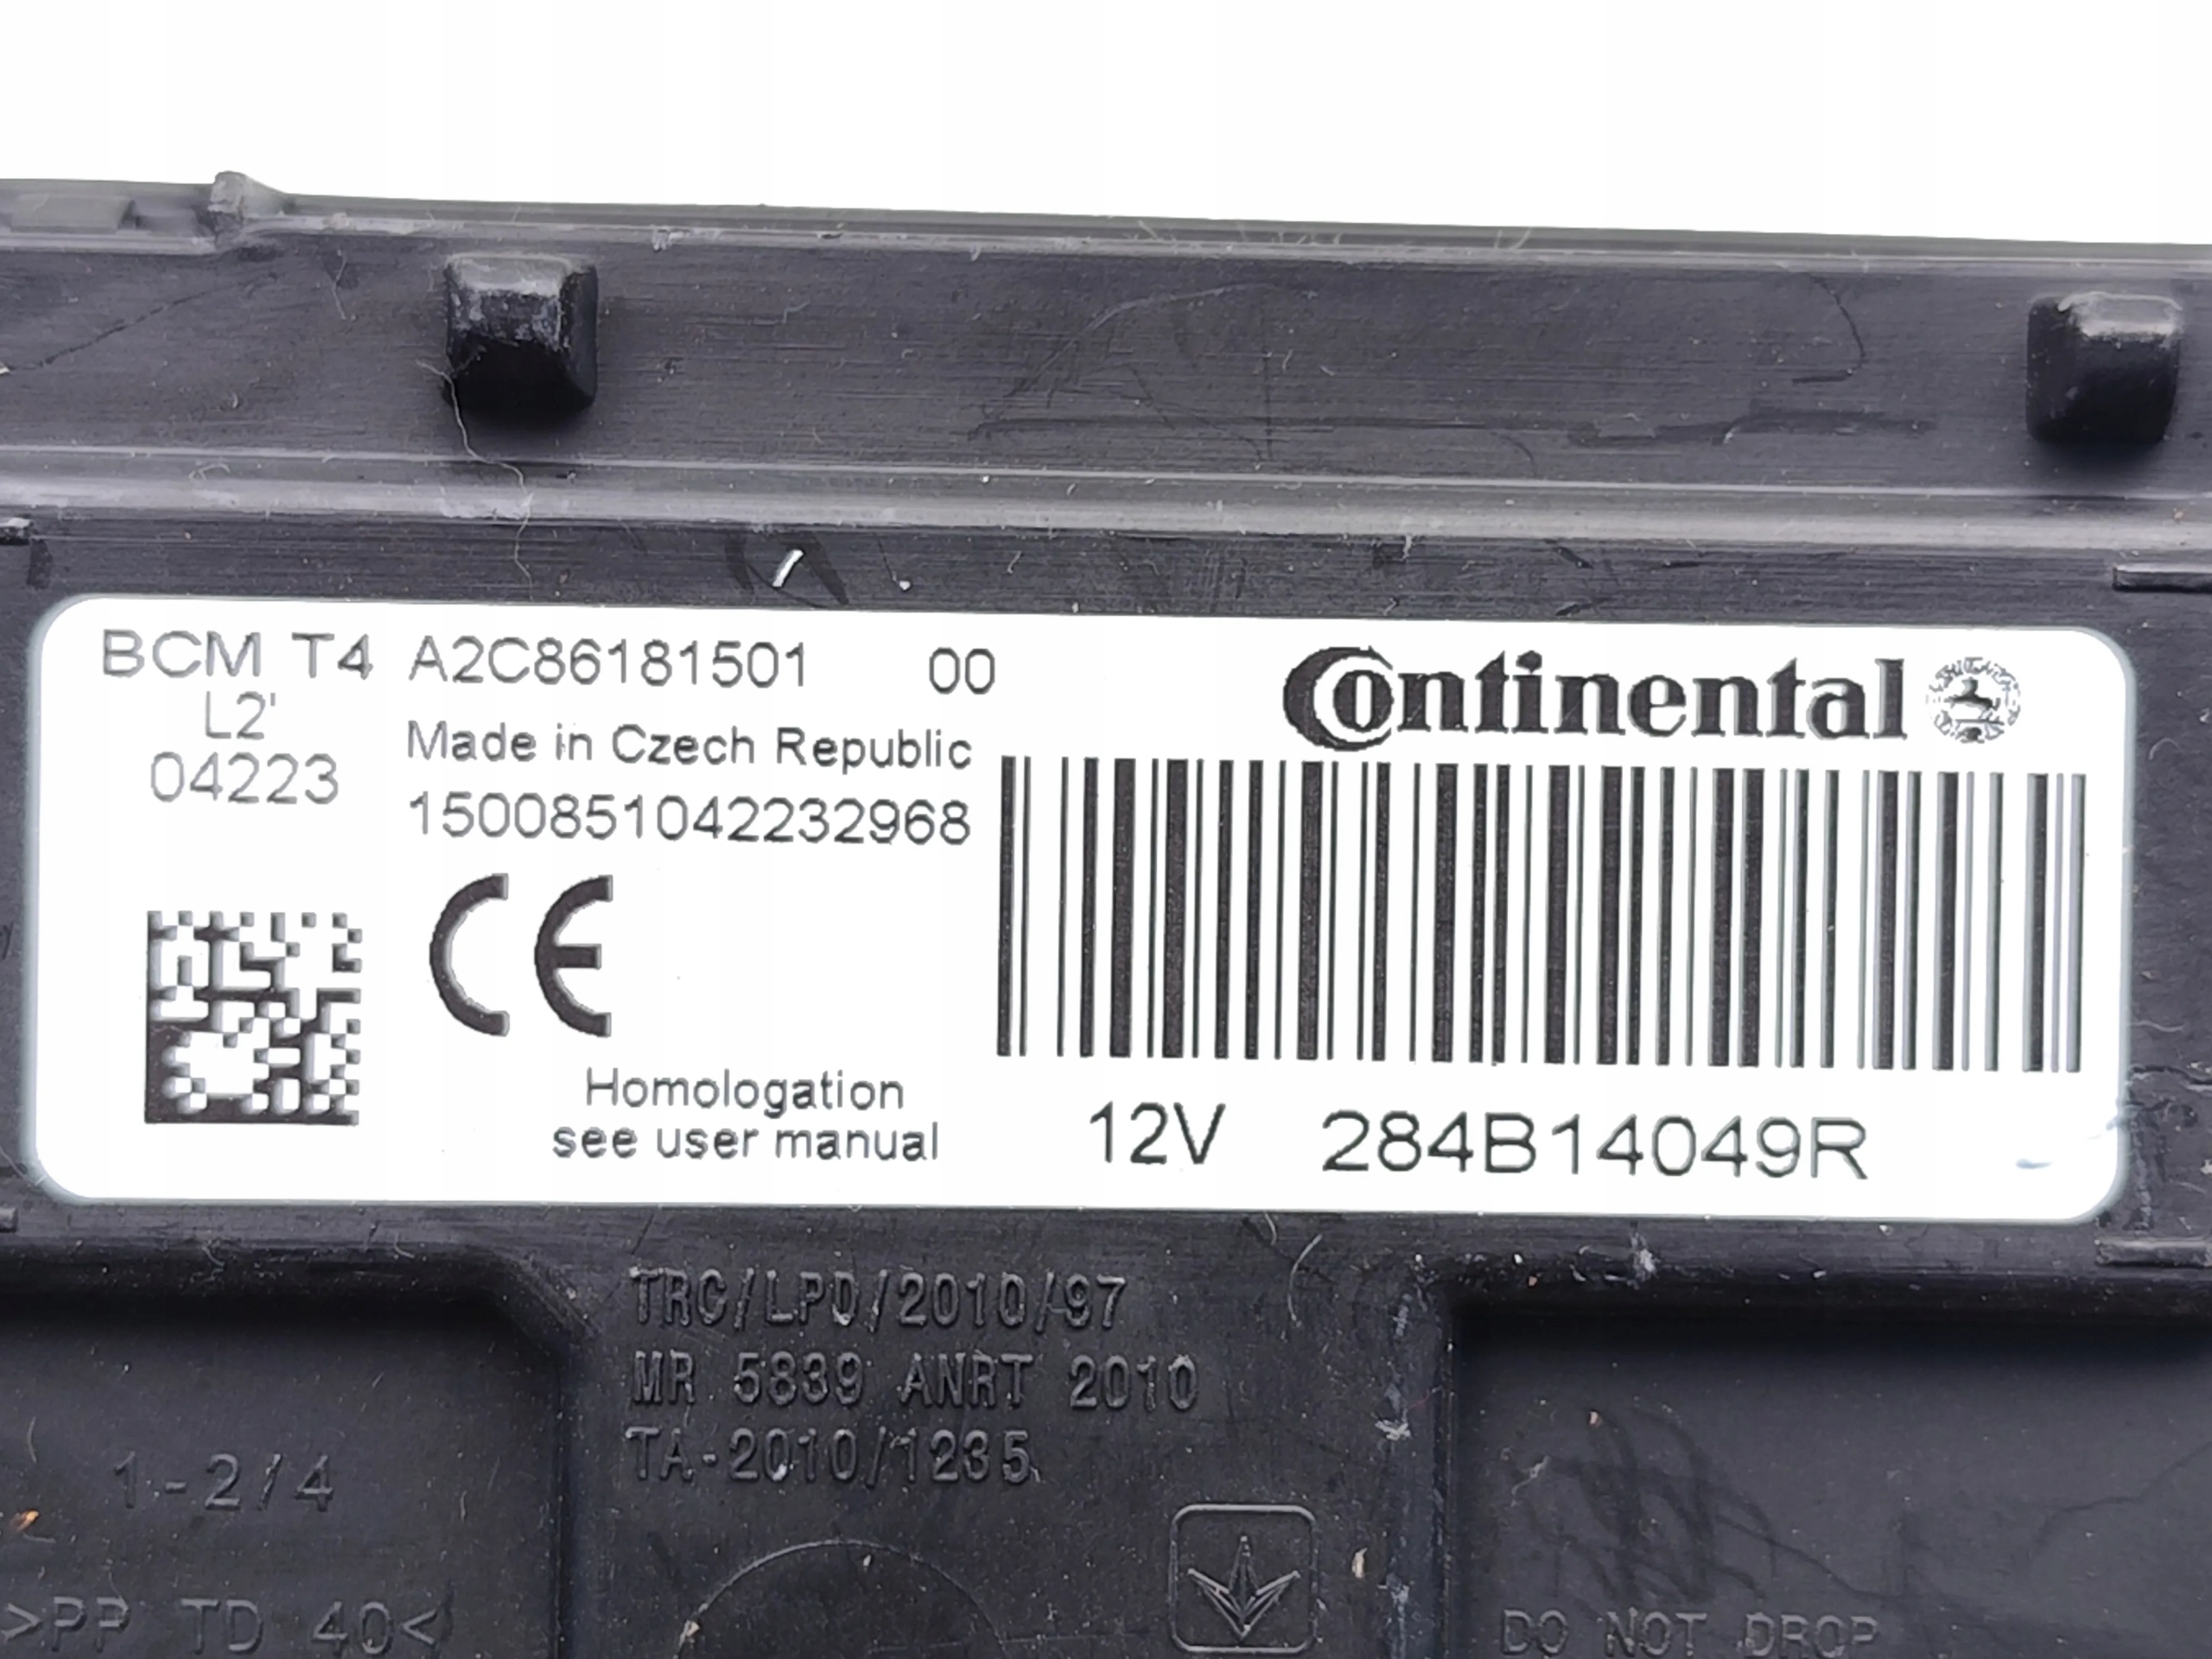 BCM T4 A2C86181501 00
L2'
04223
Made in Czech Republic
1500851042232968
Continental
CE
Homologation
see user manual
12V 284B14049R
TRC/LPD/2010/97
MR 5839 ANRT 2010
TA-2010/1235
1-2/4
>PP TD 40<
DO NOT DROP